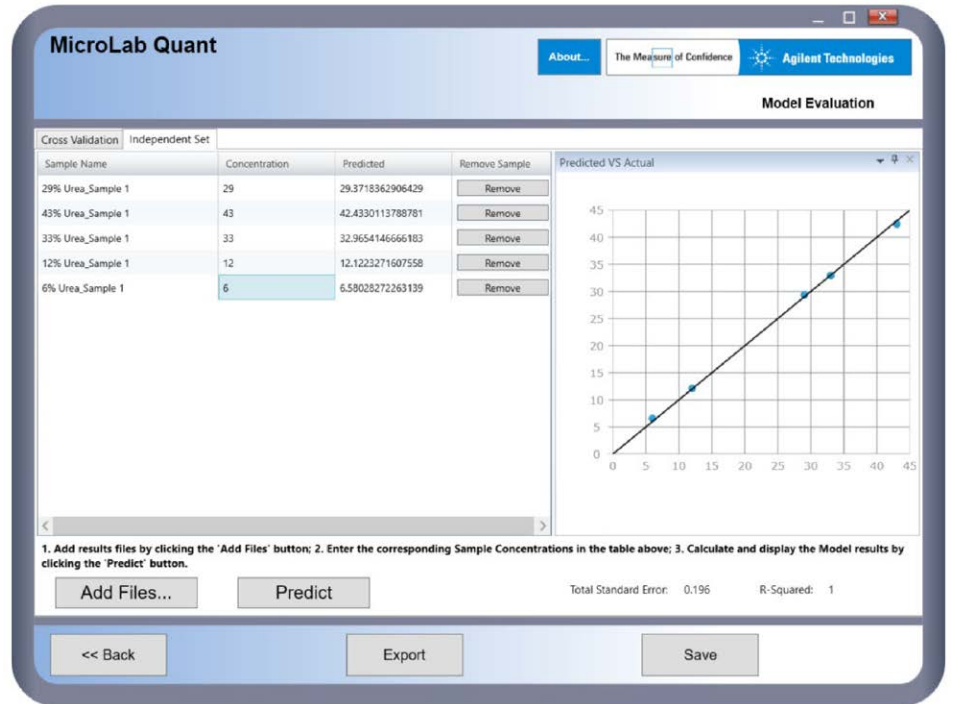 MicroLab Quant
About...
The Measure of Confidence
Agilent Technologies
Model Evaluation
Cross Validation Independent Set
Sample Name Concentration Predicted Remove Sample
29% Urea_Sample 1 29 29.3718362906429 Remove
43% Urea_Sample 1 43 42.4330113788781 Remove
33% Urea_Sample 1 33 32.9654146666183 Remove
12% Urea_Sample 1 12 12.1223271607558 Remove
6% Urea_Sample 1 6 6.58028272263139 Remove
Predicted VS Actual
45
40
35
30
25
20
15
10
5
0
0 5 10 15 20 25 30 35 40 45
1. Add results files by clicking the 'Add Files' button; 2. Enter the corresponding Sample Concentrations in the table above; 3. Calculate and display the Model results by
clicking the 'Predict' button.
Add Files... Predict Total Standard Error: 0.196 R-Squared: 1
<< Back Export Save